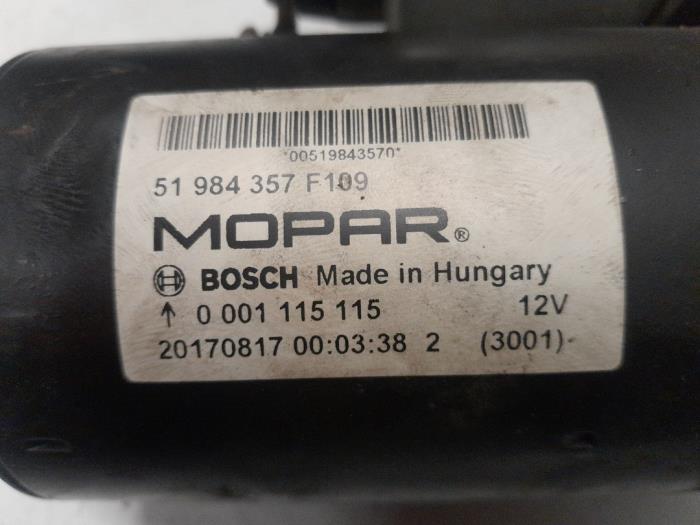 *00519843570*
51 984 357 F109
MOPAR®
BOSCH Made in Hungary
↑ 0 001 115 115 12V
20170817 00:03:38 2 (3001)